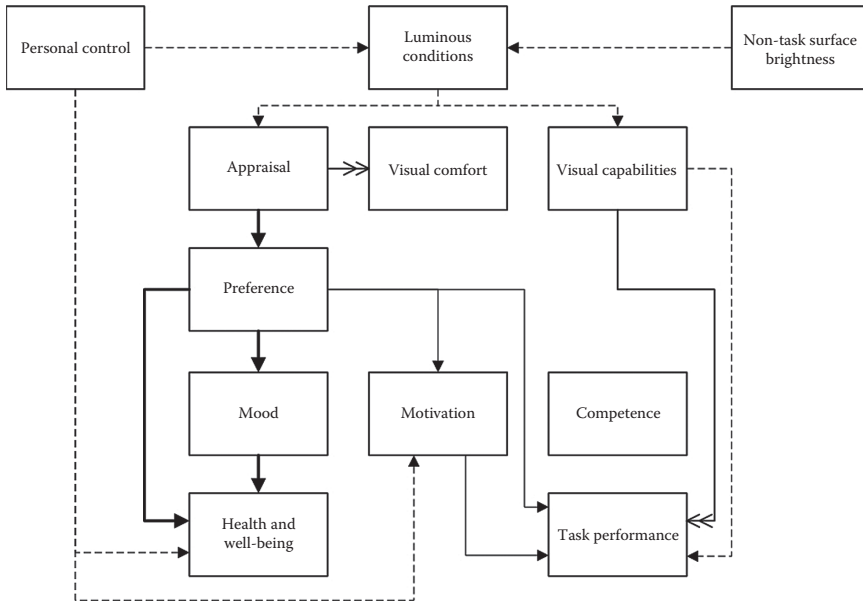 Personal control
Luminous
conditions
Non-task surface
brightness
Appraisal
Visual comfort
Visual capabilities
Preference
Mood
Motivation
Competence
Health and
well-being
Task performance